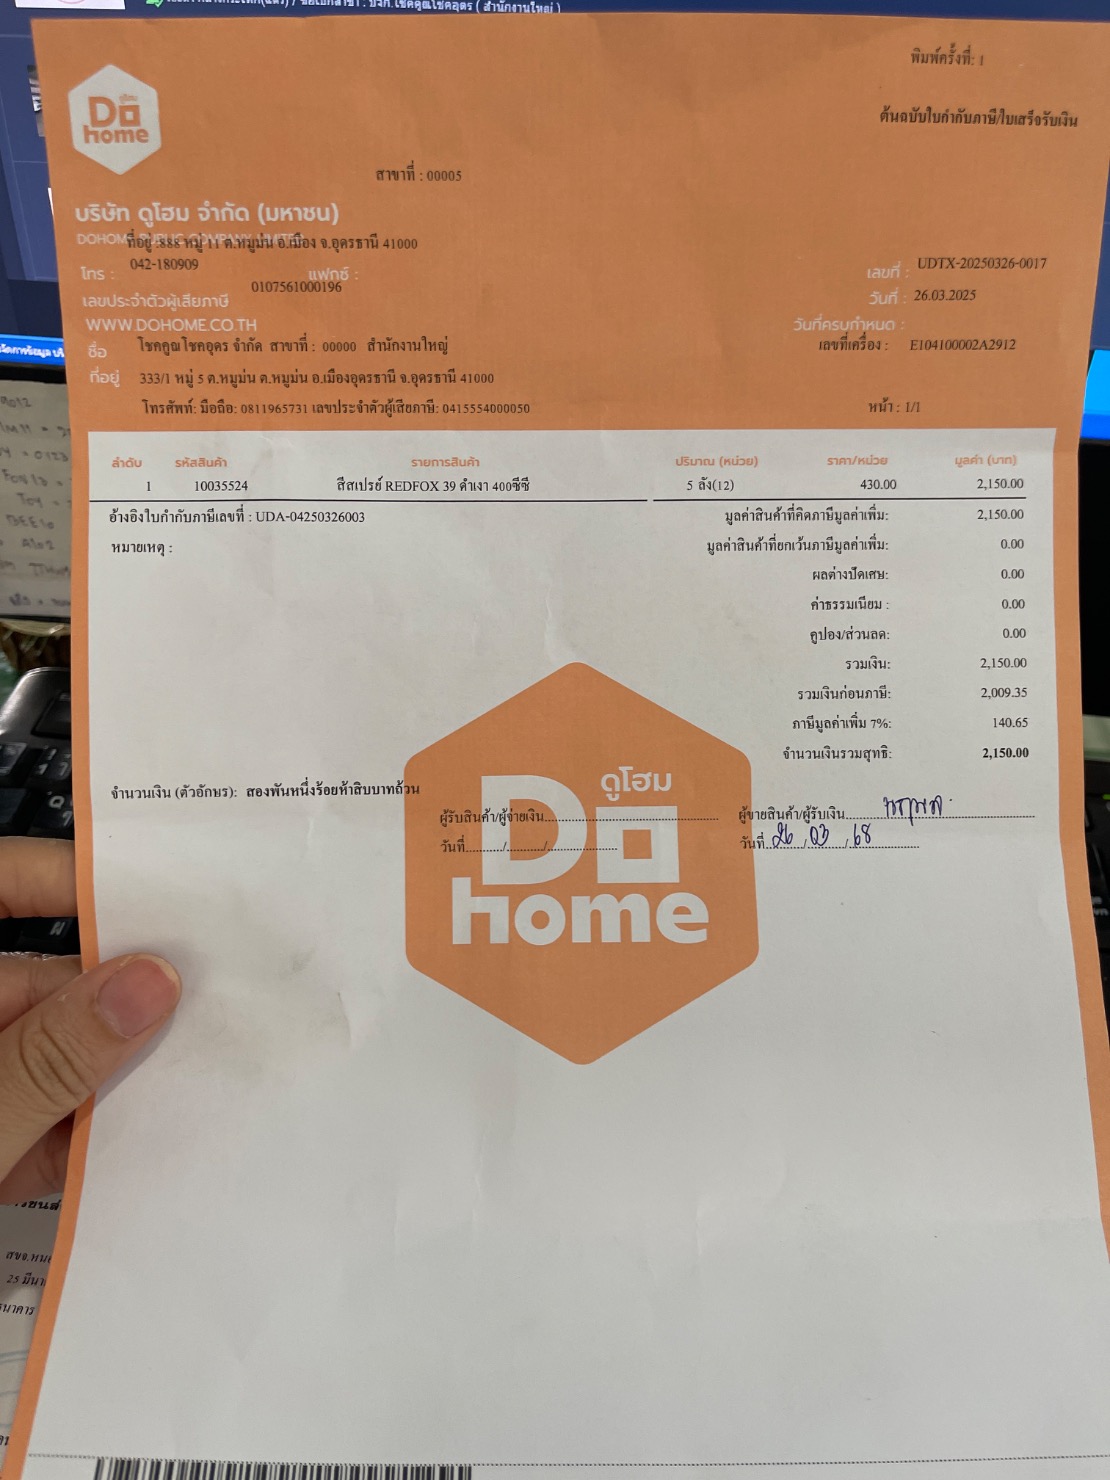 พิมพ์ครั้งที่: 1
ต้นฉบับใบกำกับภาษี/ใบเสร็จรับเงิน
ดูโฮม
Do
home
สาขาที่ : 00005
บริษัท ดูโฮม จำกัด (มหาชน)
DOHOME PUBLIC COMPANY LIMITED
ที่อยู่ :888 หมู่ 11 ต.หมูม่น อ.เมือง จ.อุดรธานี 41000
โทร : 042-180909 แฟกซ์ :
เลขที่ : UDTX-20250326-0017
เลขประจำตัวผู้เสียภาษี 0107561000196
วันที่ : 26.03.2025
WWW.DOHOME.CO.TH
วันที่ครบกำหนด :
ชื่อ โชคคูณโชคอุดร จำกัด สาขาที่ : 00000 สำนักงานใหญ่
เลขที่เครื่อง : E104100002A2912
ที่อยู่ 333/1 หมู่ 5 ต.หมูม่น ต.หมูม่น อ.เมืองอุดรธานี จ.อุดรธานี 41000
โทรศัพท์: มือถือ: 0811965731 เลขประจำตัวผู้เสียภาษี: 0415554000050
หน้า : 1/1
ลำดับ รหัสสินค้า รายการสินค้า ปริมาณ (หน่วย) ราคา/หน่วย มูลค่า (บาท)
1 10035524 สีสเปรย์ REDFOX 39 ดำเงา 400ซีซี 5 ลัง(12) 430.00 2,150.00
อ้างอิงใบกำกับภาษีเลขที่ : UDA-04250326003
มูลค่าสินค้าที่คิดภาษีมูลค่าเพิ่ม: 2,150.00
หมายเหตุ :
มูลค่าสินค้าที่ยกเว้นภาษีมูลค่าเพิ่ม: 0.00
ผลต่างปัดเศษ: 0.00
ค่าธรรมเนียม : 0.00
คูปอง/ส่วนลด: 0.00
รวมเงิน: 2,150.00
รวมเงินก่อนภาษี: 2,009.35
ภาษีมูลค่าเพิ่ม 7%: 140.65
จำนวนเงินรวมสุทธิ: 2,150.00
จำนวนเงิน (ตัวอักษร): สองพันหนึ่งร้อยห้าสิบบาทถ้วน
ผู้รับสินค้า/ผู้จ่ายเงิน
ผู้ขายสินค้า/ผู้รับเงิน
วันที่ / /
วันที่ 26 / 03 / 68
ดูโฮม
Do
home